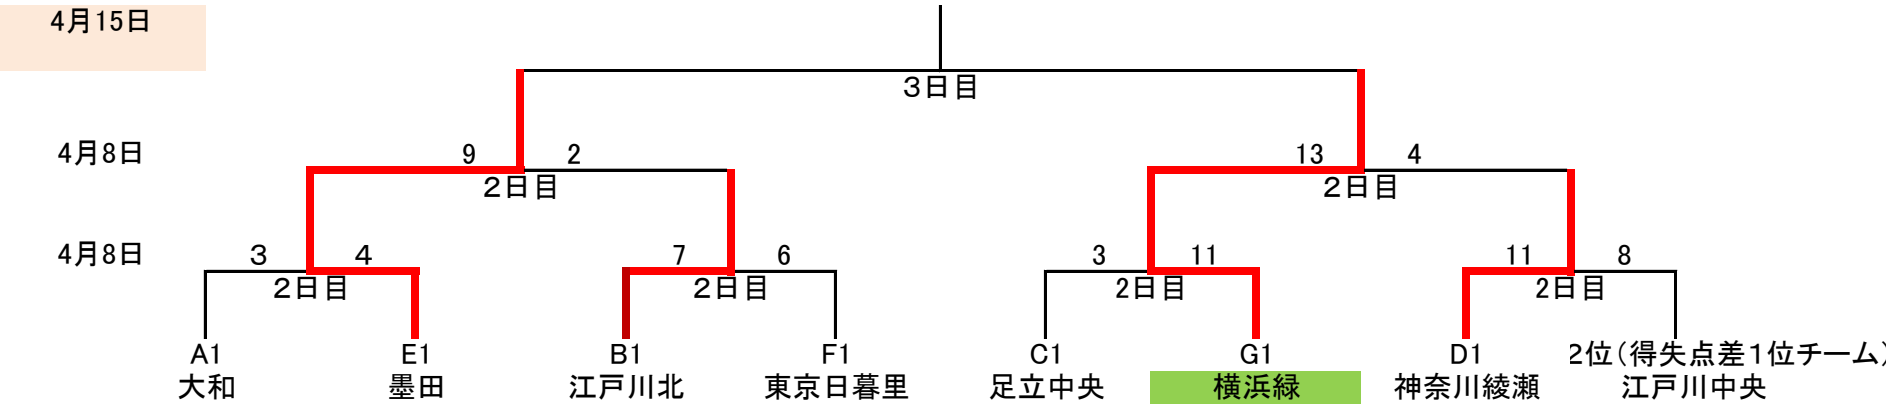 4月15日
3日目
4月8日
9 2 13 4
2日目 2日目
4月8日
3 4 7 6 3 11 11 8
2日目 2日目 2日目 2日目
A1 E1 B1 F1 C1 G1 D1 2位(得失点差1位チーム)
大和 墨田 江戸川北 東京日暮里 足立中央 横浜緑 神奈川綾瀬 江戸川中央